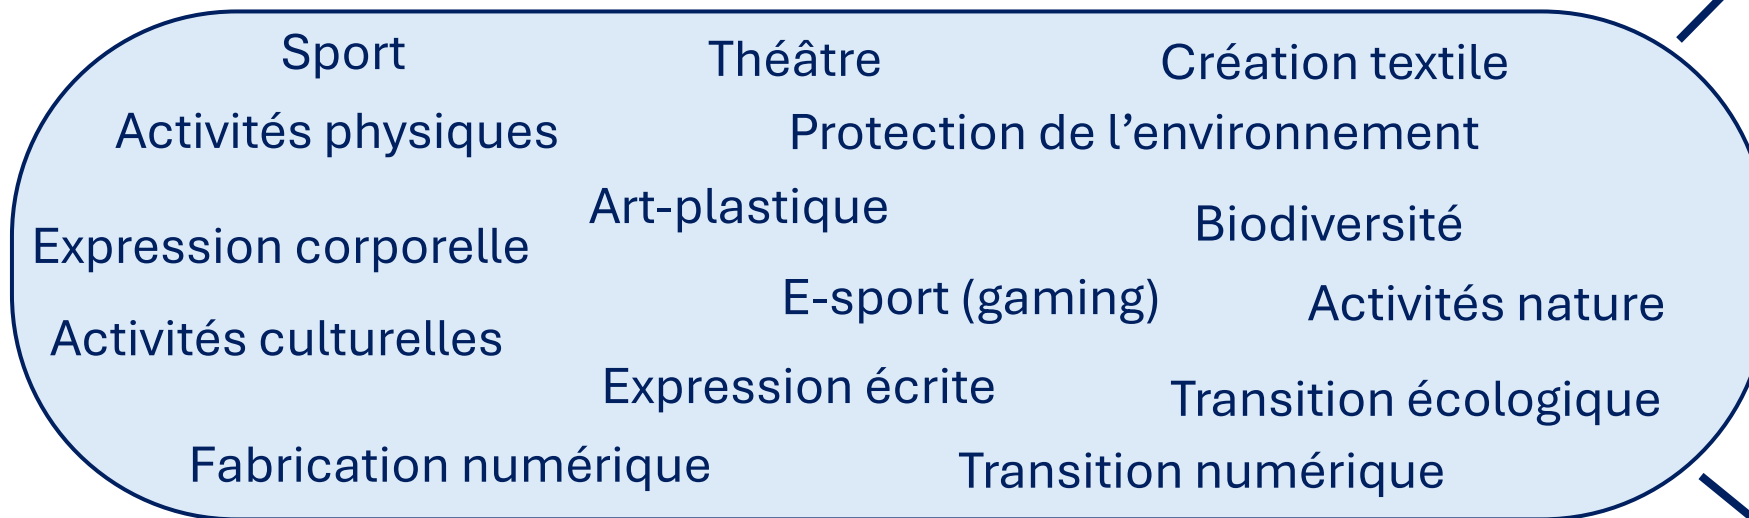 Sport
Théâtre
Création textile
Activités physiques
Protection de l’environnement
Art-plastique
Biodiversité
Expression corporelle
E-sport (gaming)
Activités nature
Activités culturelles
Expression écrite
Transition écologique
Fabrication numérique
Transition numérique